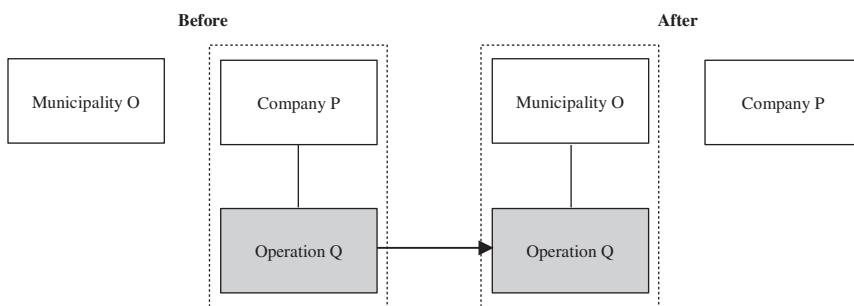 Before
After
Municipality O
Company P
Municipality O
Company P
Operation Q
Operation Q